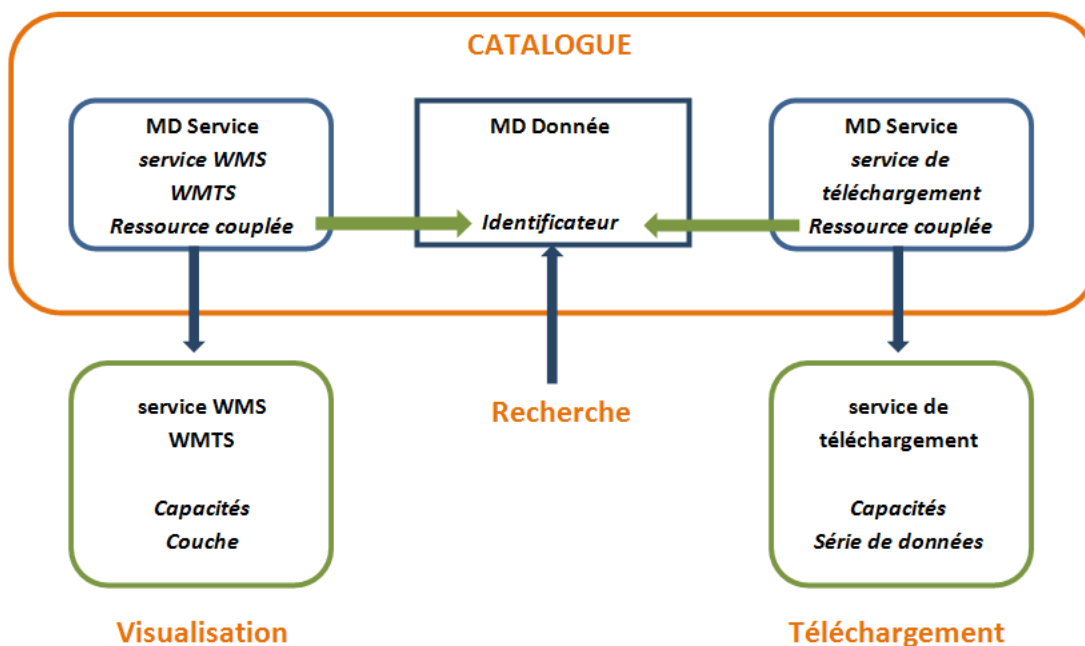 CATALOGUE
MD Service
service WMS
WMTS
Ressource couplée
MD Donnée
Identificateur
MD Service
service de
téléchargement
Ressource couplée
service WMS
WMTS
Capacités
Couche
Recherche
service de
téléchargement
Capacités
Série de données
Visualisation
Téléchargement